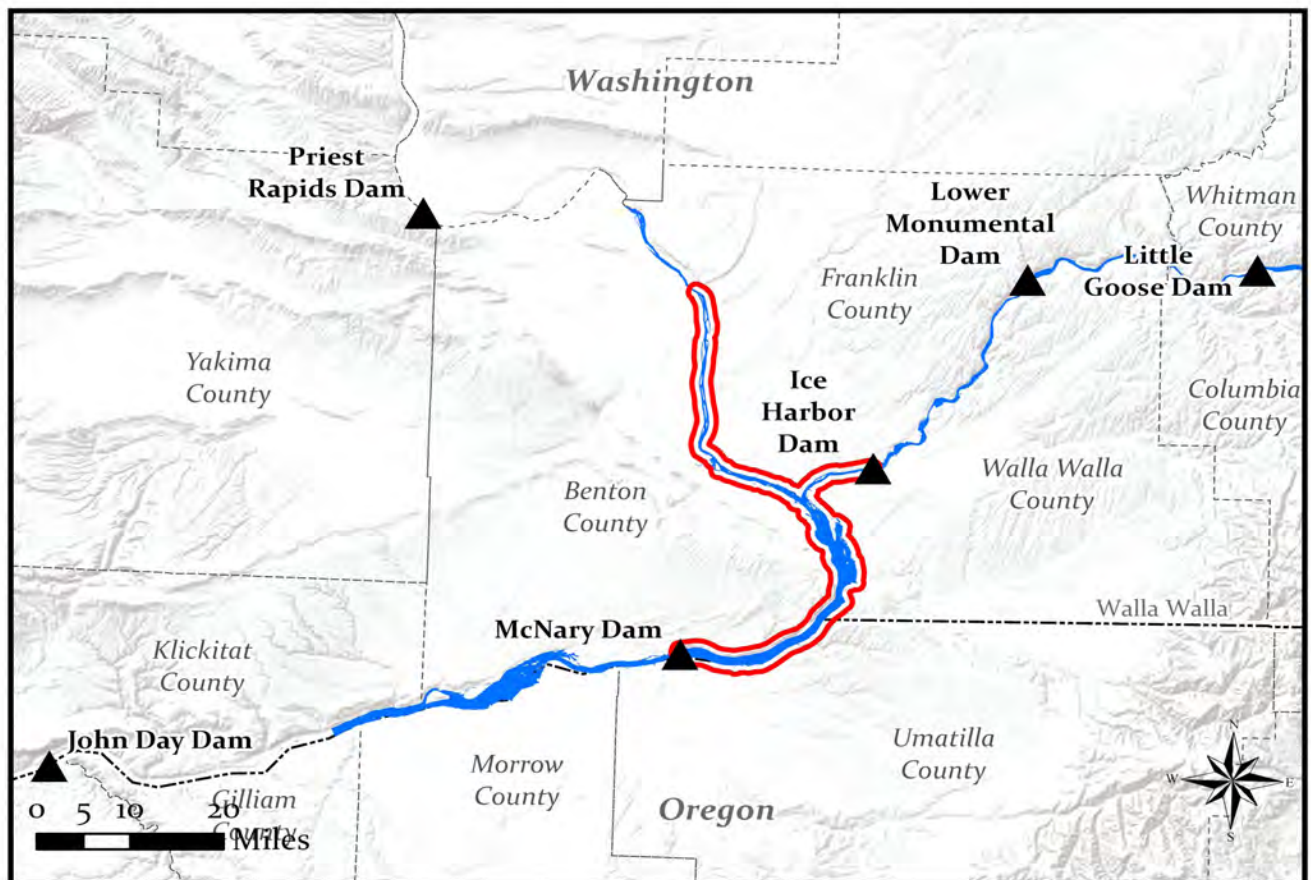 Washington
Priest
Rapids Dam
Lower
Monumental
Dam
Whitman
County
Little
Goose Dam
Franklin
County
Yakima
County
Columbia
County
Ice
Harbor
Dam
Walla Walla
County
Benton
County
Walla Walla
McNary Dam
Klickitat
County
John Day Dam
Umatilla
County
Morrow
County
Gilliam
County
Oregon
N
W E
S
0 5 10 20
Miles